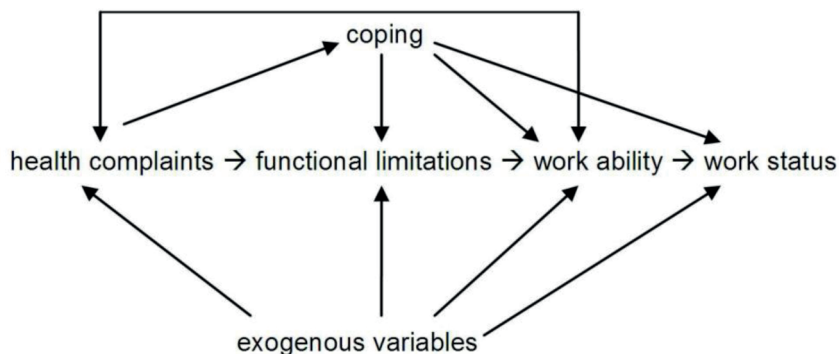 coping
health complaints → functional limitations → work ability → work status
exogenous variables